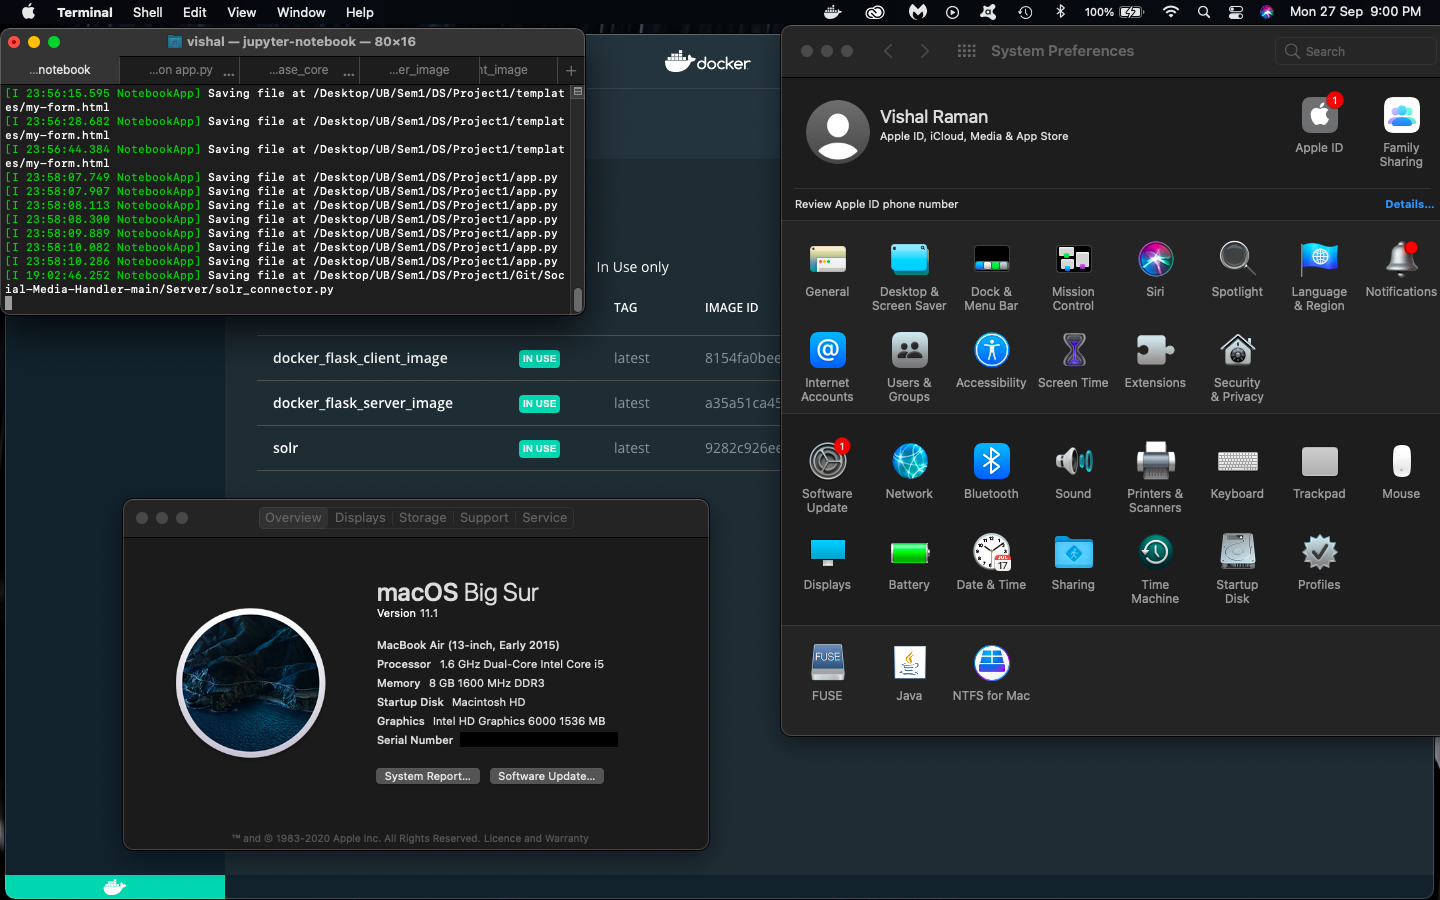 Terminal Shell Edit View Window Help
100% Mon 27 Sep 9:00 PM
vishal — jupyter-notebook — 80×16
...notebook ...on app.py ... ...ase_core ... ...er_image nt_image +
[I 23:56:15.595 NotebookApp] Saving file at /Desktop/UB/Sem1/DS/Project1/templat
es/my-form.html
[I 23:56:28.682 NotebookApp] Saving file at /Desktop/UB/Sem1/DS/Project1/templat
es/my-form.html
[I 23:56:44.384 NotebookApp] Saving file at /Desktop/UB/Sem1/DS/Project1/templat
es/my-form.html
[I 23:58:07.749 NotebookApp] Saving file at /Desktop/UB/Sem1/DS/Project1/app.py
[I 23:58:07.907 NotebookApp] Saving file at /Desktop/UB/Sem1/DS/Project1/app.py
[I 23:58:08.113 NotebookApp] Saving file at /Desktop/UB/Sem1/DS/Project1/app.py
[I 23:58:08.300 NotebookApp] Saving file at /Desktop/UB/Sem1/DS/Project1/app.py
[I 23:58:09.889 NotebookApp] Saving file at /Desktop/UB/Sem1/DS/Project1/app.py
[I 23:58:10.082 NotebookApp] Saving file at /Desktop/UB/Sem1/DS/Project1/app.py
[I 23:58:10.286 NotebookApp] Saving file at /Desktop/UB/Sem1/DS/Project1/app.py
[I 19:02:46.252 NotebookApp] Saving file at /Desktop/UB/Sem1/DS/Project1/Git/Soc
ial-Media-Handler-main/Server/solr_connector.py
docker
In Use only
TAG IMAGE ID
docker_flask_client_image IN USE latest 8154fa0bee
docker_flask_server_image IN USE latest a35a51ca45
solr IN USE latest 9282c926ee
Overview Displays Storage Support Service
macOS Big Sur
Version 11.1
MacBook Air (13-inch, Early 2015)
Processor 1.6 GHz Dual-Core Intel Core i5
Memory 8 GB 1600 MHz DDR3
Startup Disk Macintosh HD
Graphics Intel HD Graphics 6000 1536 MB
Serial Number
System Report... Software Update...
™ and © 1983-2020 Apple Inc. All Rights Reserved. Licence and Warranty
System Preferences
Search
Vishal Raman
Apple ID, iCloud, Media & App Store
1
Apple ID
Family
Sharing
Review Apple ID phone number Details...
General
Desktop &
Screen Saver
Dock &
Menu Bar
Mission
Control
Siri
Spotlight
Language
& Region
Notifications
@
Internet
Accounts
Users &
Groups
Accessibility
Screen Time
Extensions
Security
& Privacy
1
Software
Update
Network
Bluetooth
Sound
Printers &
Scanners
Keyboard
Trackpad
Mouse
Displays
Battery
JUL
17
Date & Time
Sharing
Time
Machine
Startup
Disk
Profiles
FUSE
FUSE
Java
Java
NTFS for Mac